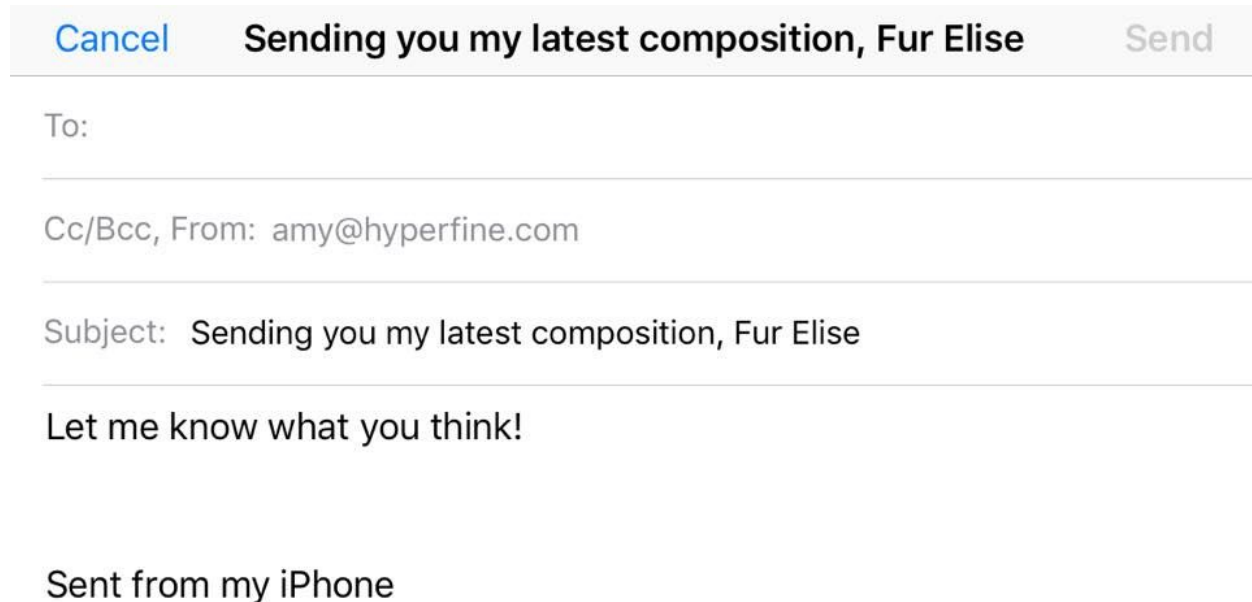 Cancel Sending you my latest composition, Fur Elise Send
To:
Cc/Bcc, From: amy@hyperfine.com
Subject: Sending you my latest composition, Fur Elise
Let me know what you think!
Sent from my iPhone